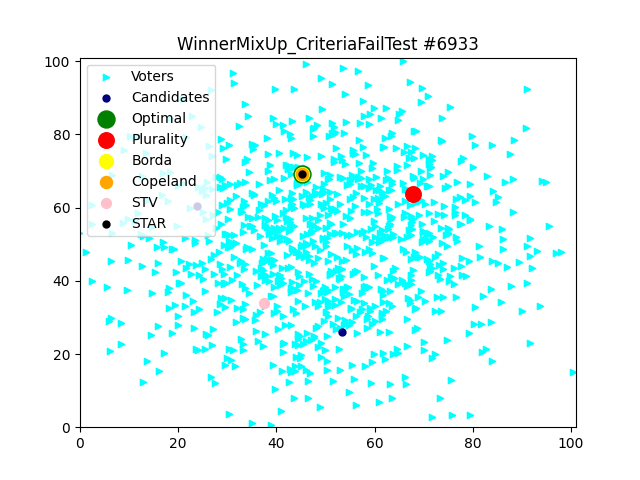 WinnerMixUp_CriteriaFailTest #6933
100
80
60
40
20
0
Voters
Candidates
Optimal
Plurality
Borda
Copeland
STV
STAR
0 20 40 60 80 100